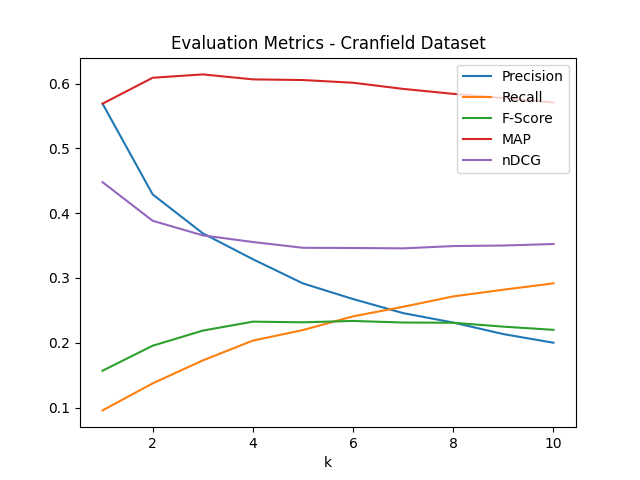 Evaluation Metrics - Cranfield Dataset
Precision
Recall
F-Score
MAP
nDCG
0.6
0.5
0.4
0.3
0.2
0.1
2 4 6 8 10
k